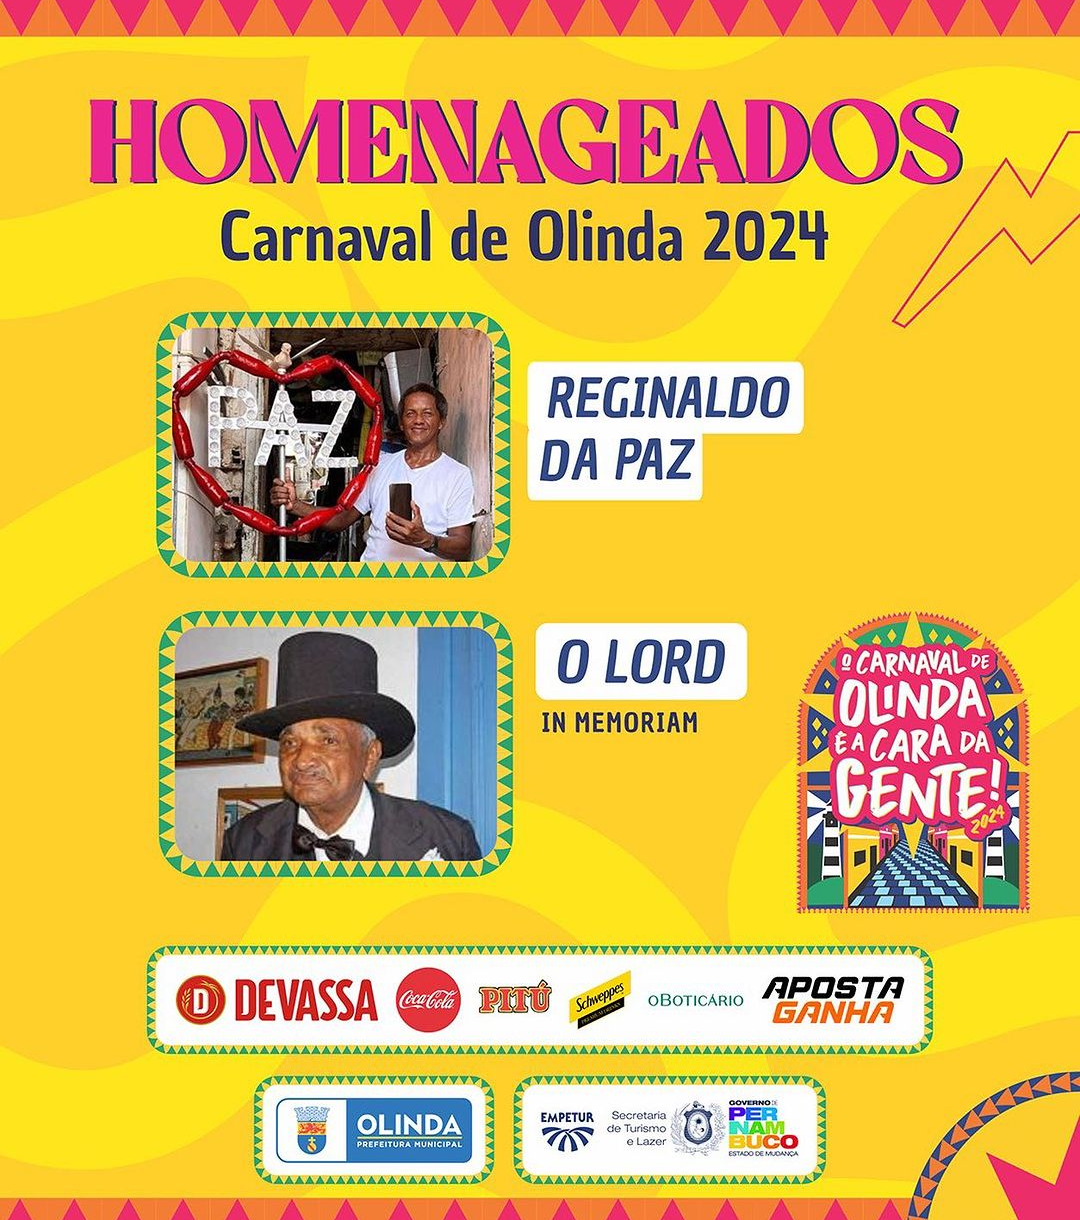 HOMENAGEADOS
Carnaval de Olinda 2024
PAZ
REGINALDO
DA PAZ
O LORD
IN MEMORIAM
O CARNAVAL DE
OLINDA
É A CARA DA
GENTE!
2024
D DEVASSA
Coca-Cola
PITÚ
Schweppes
oBOTICÁRIO
APOSTA
GANHA
OLINDA
PREFEITURA MUNICIPAL
EMPETUR
Secretaria
de Turismo
e Lazer
GOVERNO DE
PER
NAM
BUCO
ESTADO DE MUDANÇA